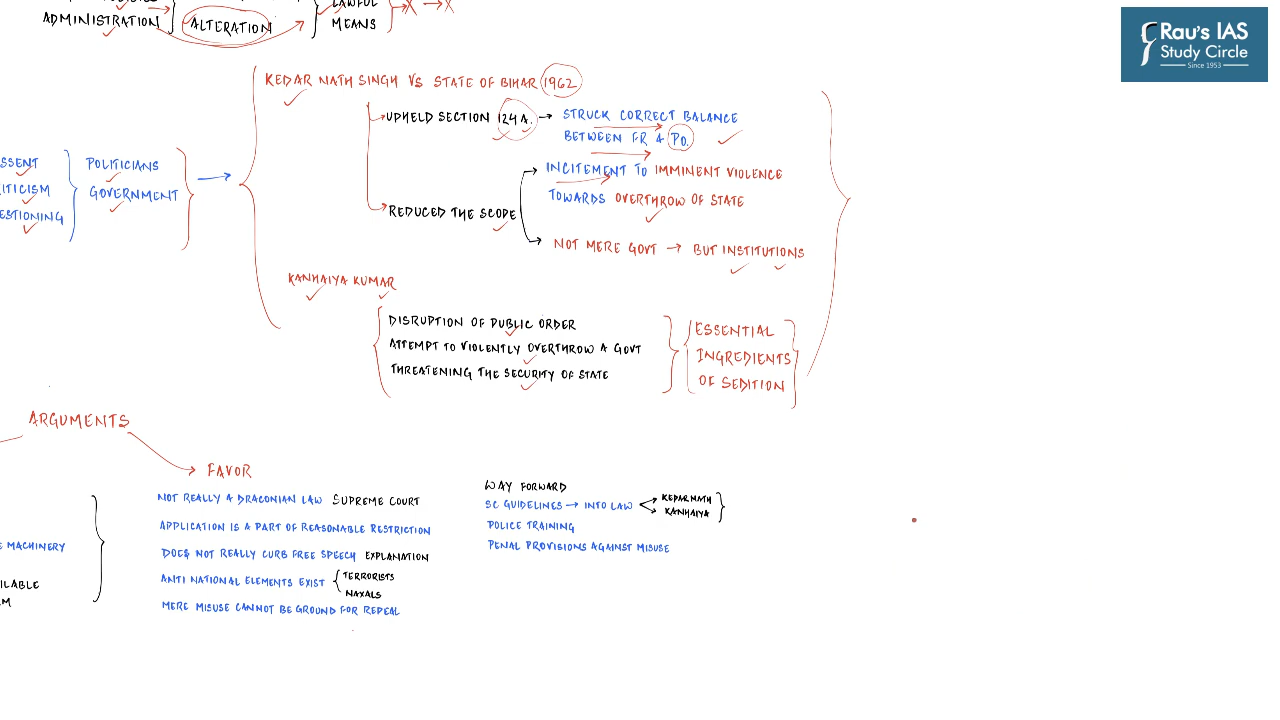 LAWFUL
ADMINISTRATION
ALTERATION
MEANS
X → X
Rau's IAS
Study Circle
Since 1953
KEDAR NATH SINGH VS STATE OF BIHAR 1962
UPHELD SECTION 124A. → STRUCK CORRECT BALANCE
BETWEEN FR & PO.
SSENT
ITICISM
ESTIONING
POLITICIANS
GOVERNMENT
INCITEMENT TO IMMINENT VIOLENCE
TOWARDS OVERTHROW OF STATE
REDUCED THE SCOPE
NOT MERE GOVT → BUT INSTITUTIONS
KANHAIYA KUMAR
DISRUPTION OF PUBLIC ORDER
ATTEMPT TO VIOLENTLY OVERTHROW A GOVT
THREATENING THE SECURITY OF STATE
ESSENTIAL
INGREDIENTS
OF SEDITION
ARGUMENTS
FAVOR
E MACHINERY
ILABLE
NOT REALLY A DRACONIAN LAW SUPREME COURT
APPLICATION IS A PART OF REASONABLE RESTRICTION
DOES NOT REALLY CURB FREE SPEECH EXPLANATION
ANTI NATIONAL ELEMENTS EXIST
TERRORISTS
NAXALS
MERE MISUSE CANNOT BE GROUND FOR REPEAL
WAY FORWARD
SC GUIDELINES → INTO LAW
KEDARNATH
KANHAIYA
POLICE TRAINING
PENAL PROVISIONS AGAINST MISUSE